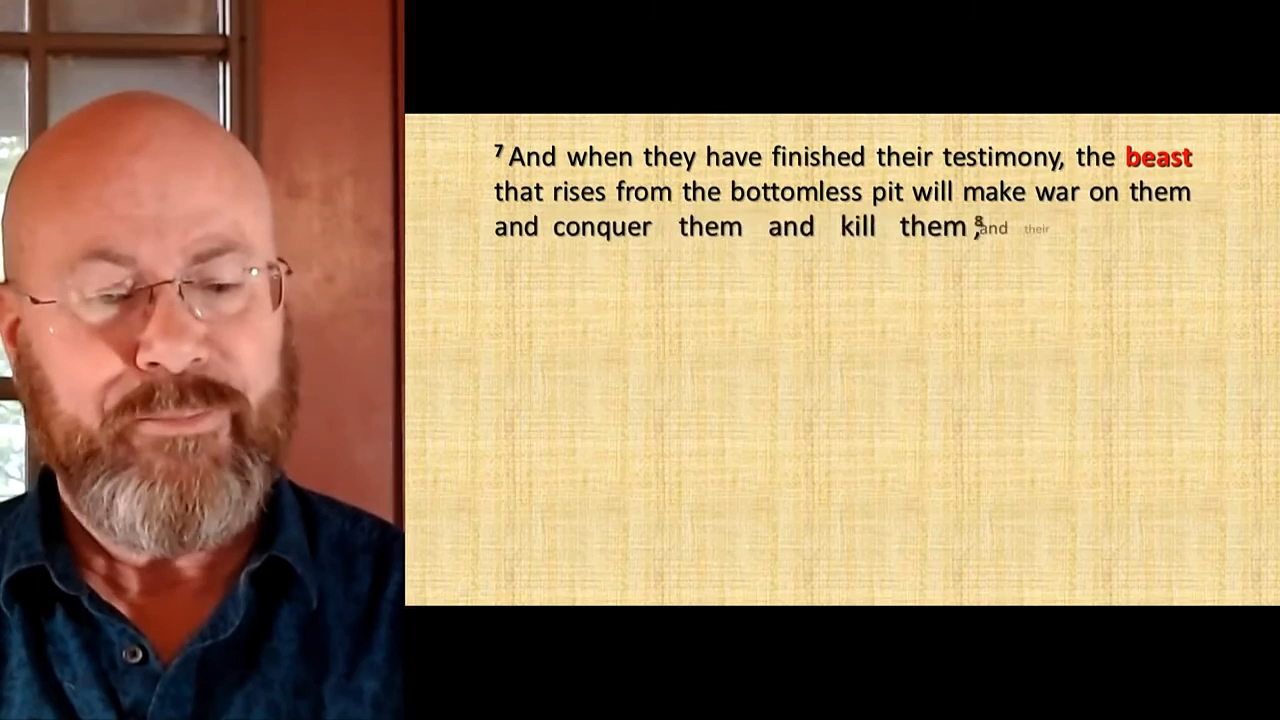 ⁷ And when they have finished their testimony, the beast
that rises from the bottomless pit will make war on them
and conquer them and kill them, ⁸ and their